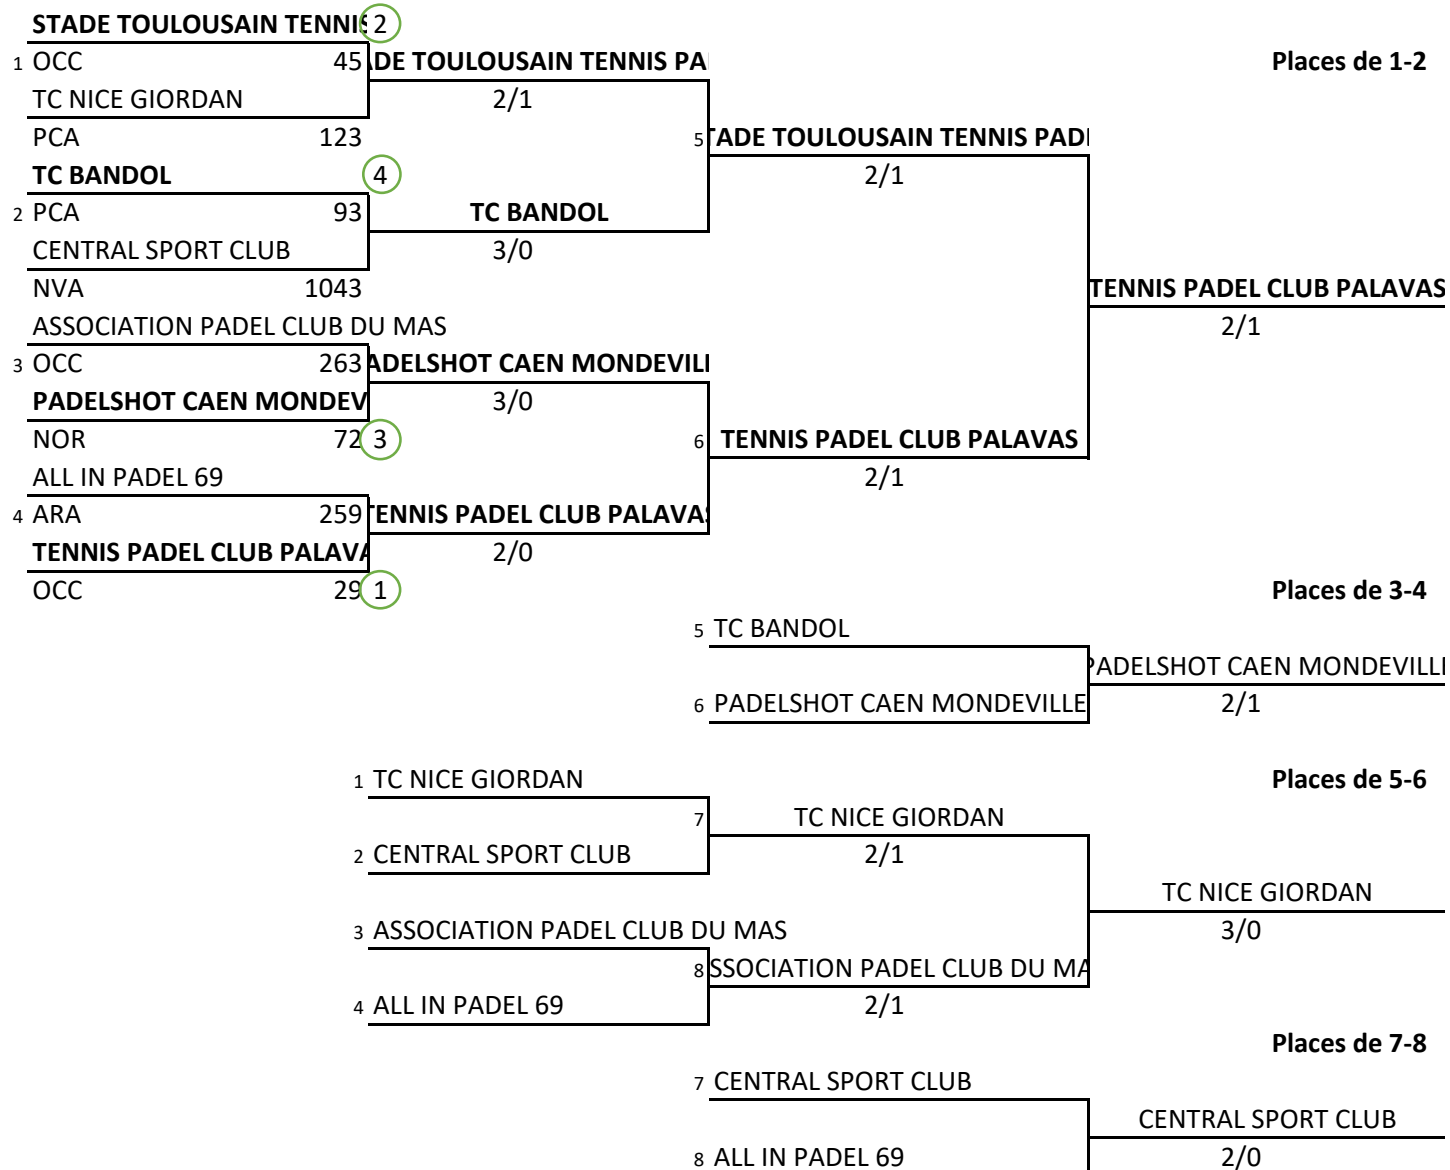 STADE TOULOUSAIN TENNIS 2
1 OCC 45 ADE TOULOUSAIN TENNIS PA Places de 1-2
TC NICE GIORDAN 2/1
PCA 123 5 TADE TOULOUSAIN TENNIS PADI
TC BANDOL 4 2/1
2 PCA 93 TC BANDOL
CENTRAL SPORT CLUB 3/0
NVA 1043 TENNIS PADEL CLUB PALAVAS
ASSOCIATION PADEL CLUB DU MAS 2/1
3 OCC 263 ADELSHOT CAEN MONDEVILL
PADELSHOT CAEN MONDEV 3/0
NOR 72 3 6 TENNIS PADEL CLUB PALAVAS
ALL IN PADEL 69 2/1
4 ARA 259 TENNIS PADEL CLUB PALAVAS
TENNIS PADEL CLUB PALAVA 2/0
OCC 29 1 Places de 3-4
5 TC BANDOL
PADELSHOT CAEN MONDEVILLE
6 PADELSHOT CAEN MONDEVILLE 2/1
1 TC NICE GIORDAN Places de 5-6
7 TC NICE GIORDAN
2 CENTRAL SPORT CLUB 2/1
TC NICE GIORDAN
3 ASSOCIATION PADEL CLUB DU MAS 3/0
8 SSOCIATION PADEL CLUB DU MA
4 ALL IN PADEL 69 2/1
Places de 7-8
7 CENTRAL SPORT CLUB
CENTRAL SPORT CLUB
8 ALL IN PADEL 69 2/0